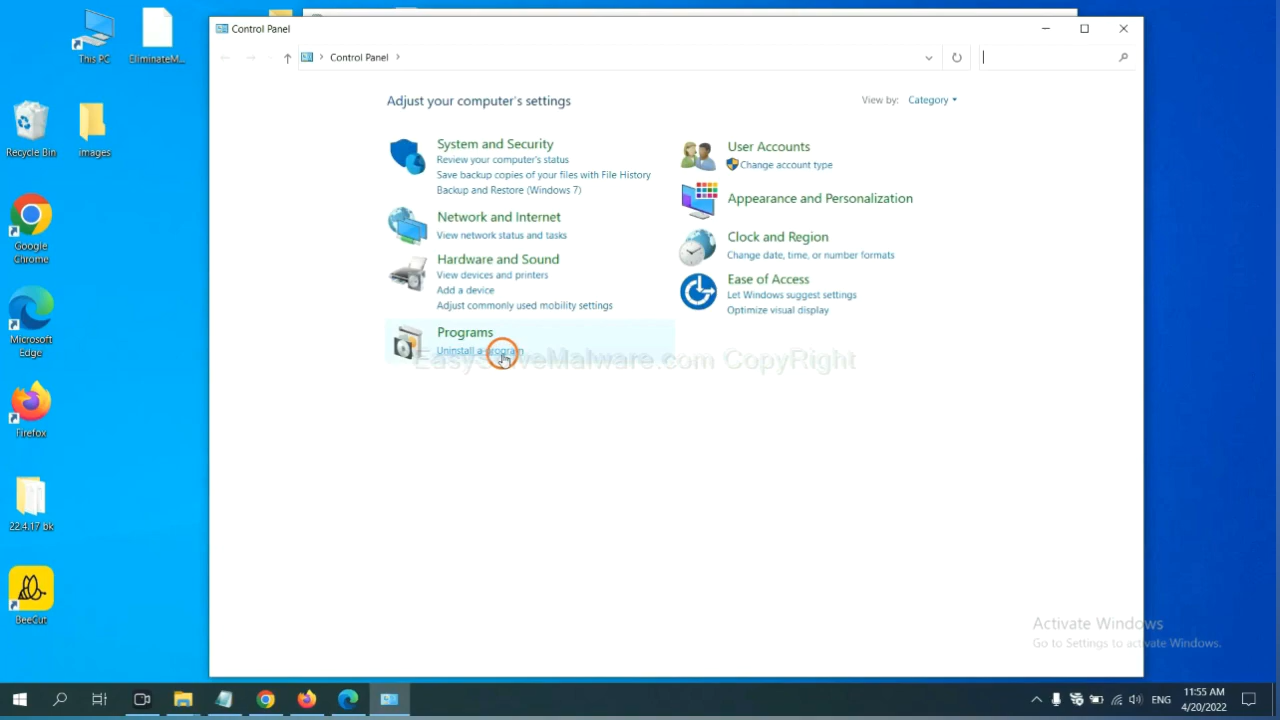 This PC
EliminateM...
Recycle Bin
images
Google
Chrome
Microsoft
Edge
Firefox
22.4.17 bk
BeeCut
Control Panel
Control Panel
Adjust your computer's settings
View by: Category
System and Security
Review your computer's status
Save backup copies of your files with File History
Backup and Restore (Windows 7)
Network and Internet
View network status and tasks
Hardware and Sound
View devices and printers
Add a device
Adjust commonly used mobility settings
Programs
Uninstall a program
User Accounts
Change account type
Appearance and Personalization
Clock and Region
Change date, time, or number formats
Ease of Access
Let Windows suggest settings
Optimize visual display
EasySolveMalware.com CopyRight
Activate Windows
Go to Settings to activate Windows.
ENG
11:55 AM
4/20/2022